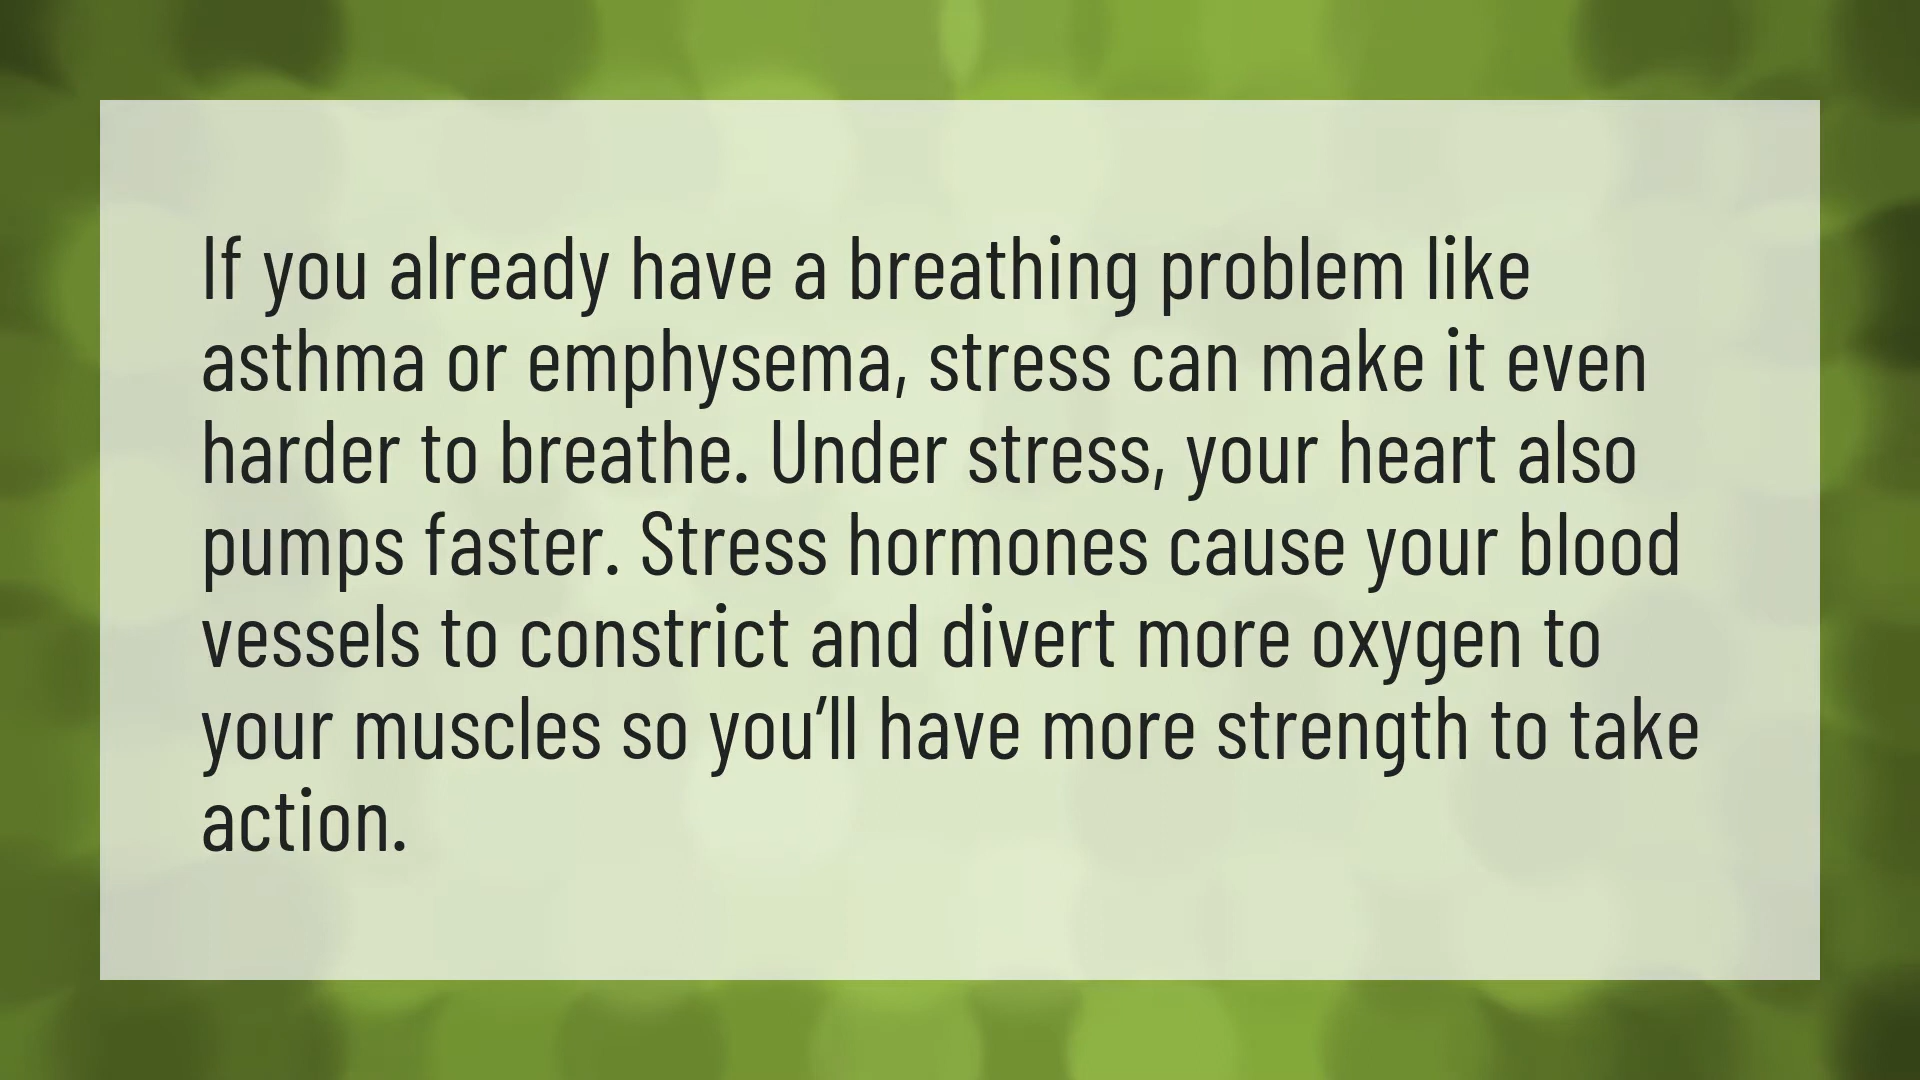 If you already have a breathing problem like
asthma or emphysema, stress can make it even
harder to breathe. Under stress, your heart also
pumps faster. Stress hormones cause your blood
vessels to constrict and divert more oxygen to
your muscles so you’ll have more strength to take
action.